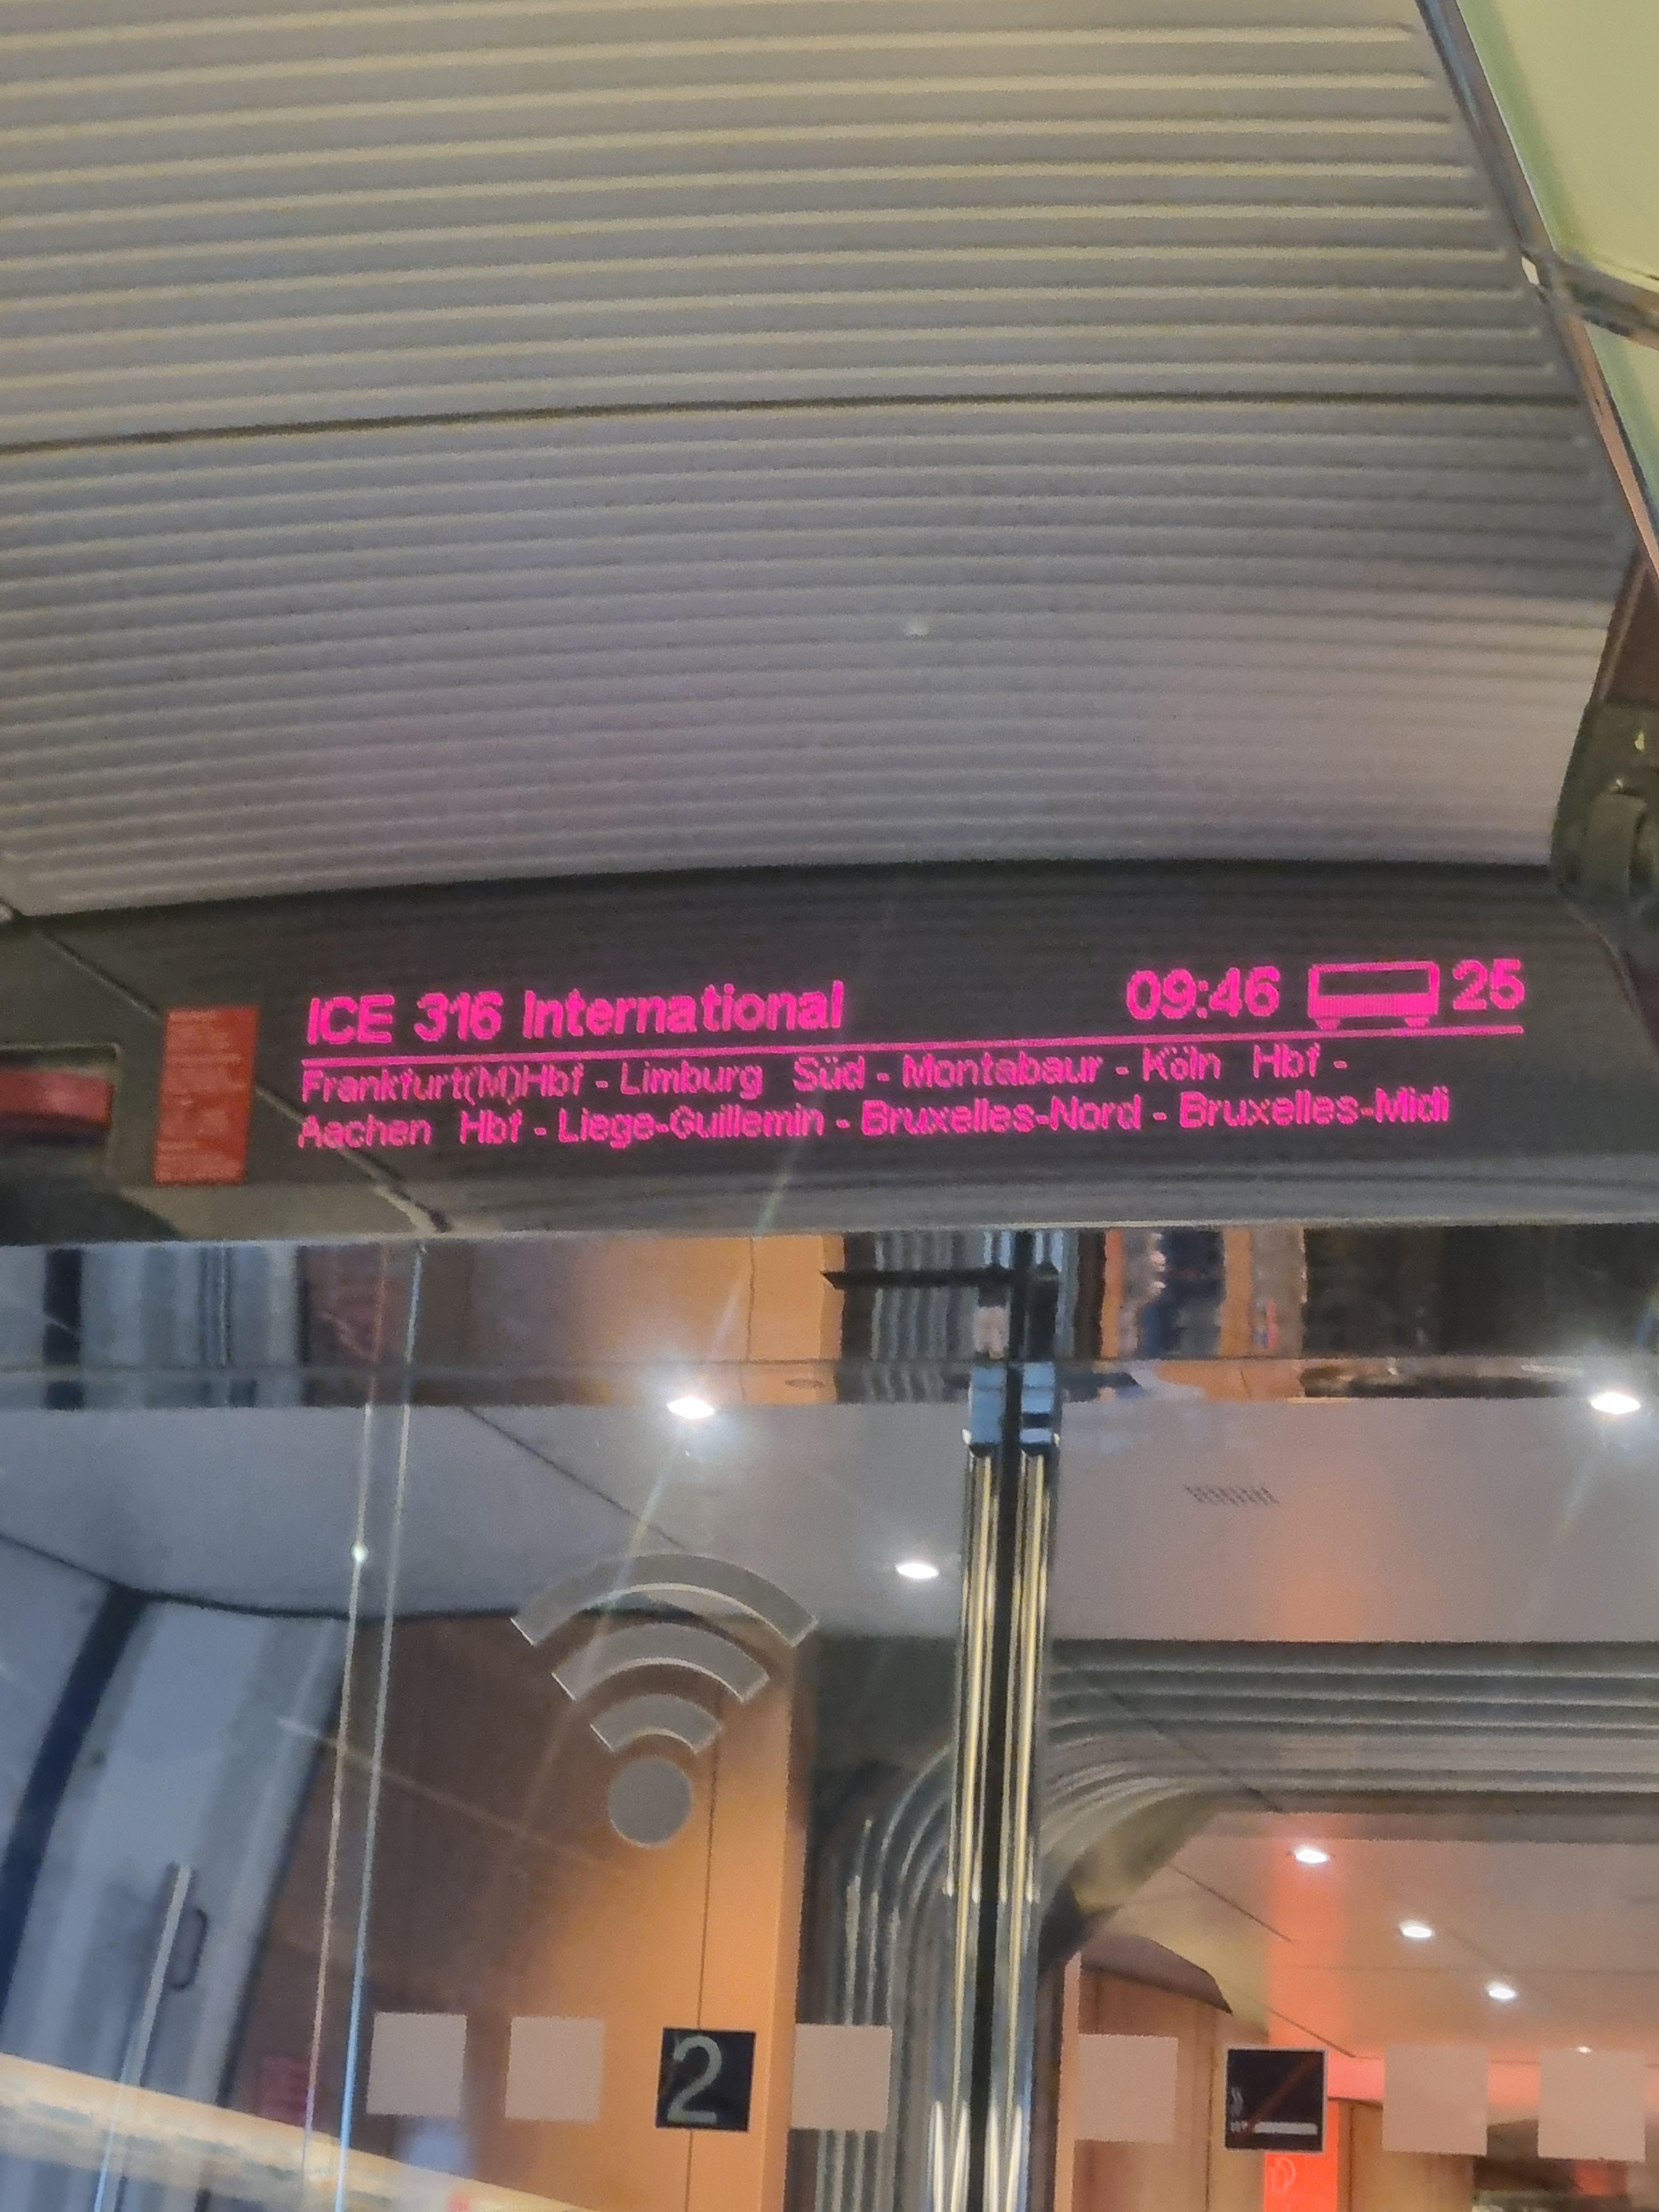 ICE 316 International 09:46 25
Frankfurt(M)Hbf - Limburg Süd - Montabaur - Köln Hbf -
Aachen Hbf - Liege-Guillemin - Bruxelles-Nord - Bruxelles-Midi
2